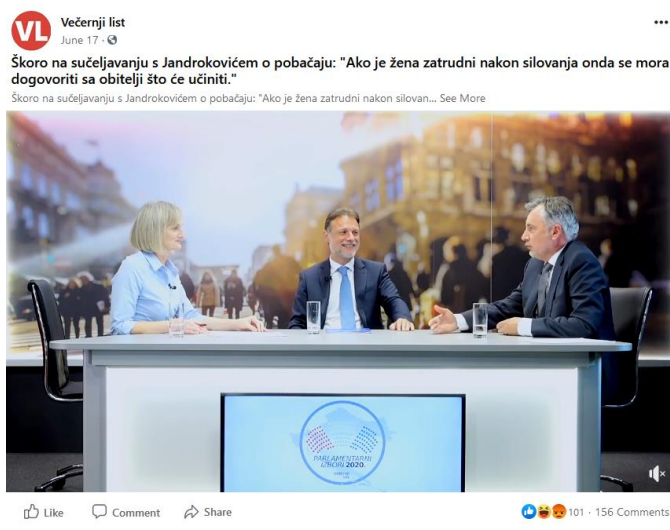 VL
Večernji list
June 17 ·
Škoro na sučeljavanju s Jandrokovićem o pobačaju: "Ako je žena zatrudni nakon silovanja onda se mora
dogovoriti sa obitelji što će učiniti."
Škoro na sučeljavanju s Jandrokovićem o pobačaju: "Ako je žena zatrudni nakon silovan... See More
PARLAMENTARNI
IZBORI 2020.
Like
Comment
Share
101 · 156 Comments